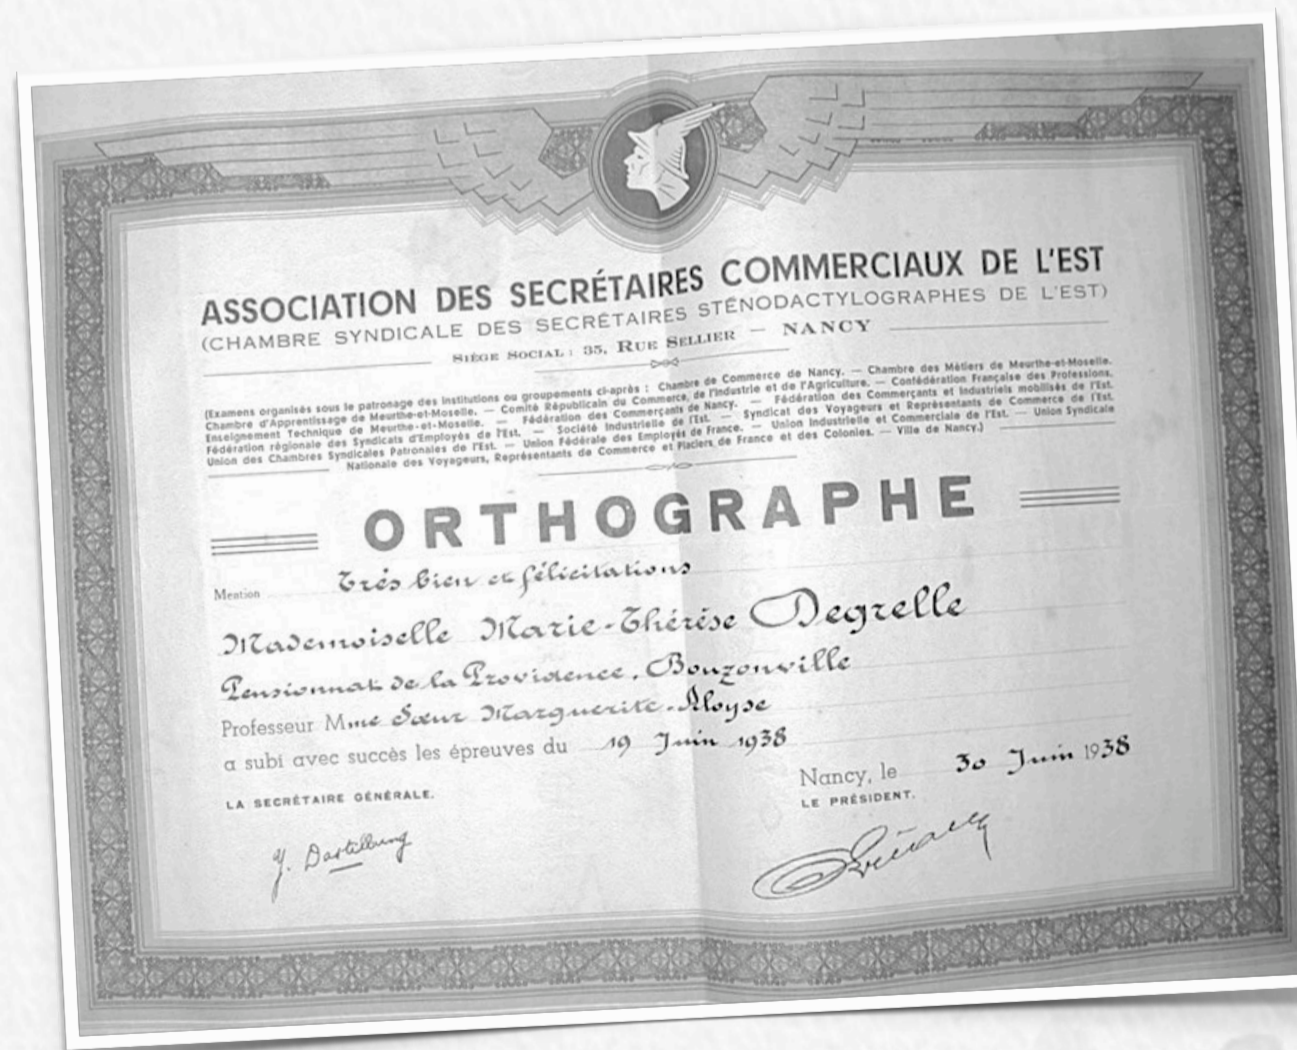 ASSOCIATION DES SECRÉTAIRES COMMERCIAUX DE L'EST
(CHAMBRE SYNDICALE DES SECRÉTAIRES STÉNODACTYLOGRAPHES DE L'EST)
SIÈGE SOCIAL : 35, RUE SELLIER — NANCY
(Examens organisés sous le patronage des Institutions ou groupements ci-après : Chambre de Commerce de Nancy. — Chambre des Métiers de Meurthe-et-Moselle.
Chambre d'Apprentissage de Meurthe-et-Moselle. — Comité Républicain du Commerce, de l'Industrie et de l'Agriculture. — Confédération Française des Professions.
Enseignement Technique de Meurthe-et-Moselle. — Fédération des Commerçants de Nancy. — Fédération des Commerçants et Industriels mobilisés de l'Est.
Fédération régionale des Syndicats d'Employés de l'Est. — Société Industrielle de l'Est. — Syndicat des Voyageurs et Représentants de Commerce de l'Est.
Union des Chambres Syndicales Patronales de l'Est. — Union Fédérale des Employés de France. — Union Industrielle et Commerciale de l'Est. — Union Syndicale
Nationale des Voyageurs, Représentants de Commerce et Placiers de France et des Colonies. — Ville de Nancy.)
ORTHOGRAPHE
Mention Très bien et félicitations
Mademoiselle Marie-Thérèse Degrelle
Pensionnat de la Providence, Bouzonville
Professeur Mme Sœur Marguerite-Aloyse
a subi avec succès les épreuves du 19 Juin 1938
Nancy, le 30 Juin 1938
LA SECRÉTAIRE GÉNÉRALE.
LE PRÉSIDENT.